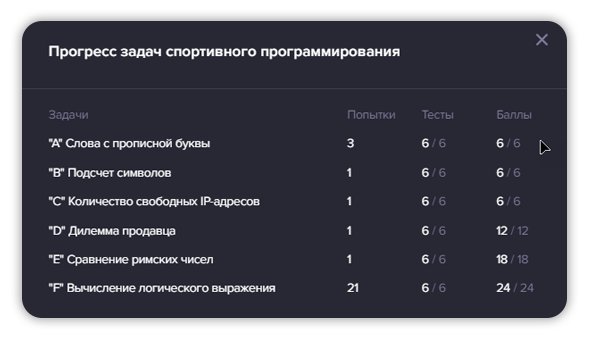 Прогресс задач спортивного программирования
Задачи Попытки Тесты Баллы
"A" Слова с прописной буквы 3 6 / 6 6 / 6
"B" Подсчет символов 1 6 / 6 6 / 6
"C" Количество свободных IP-адресов 1 6 / 6 6 / 6
"D" Дилемма продавца 1 6 / 6 12 / 12
"E" Сравнение римских чисел 1 6 / 6 18 / 18
"F" Вычисление логического выражения 21 6 / 6 24 / 24